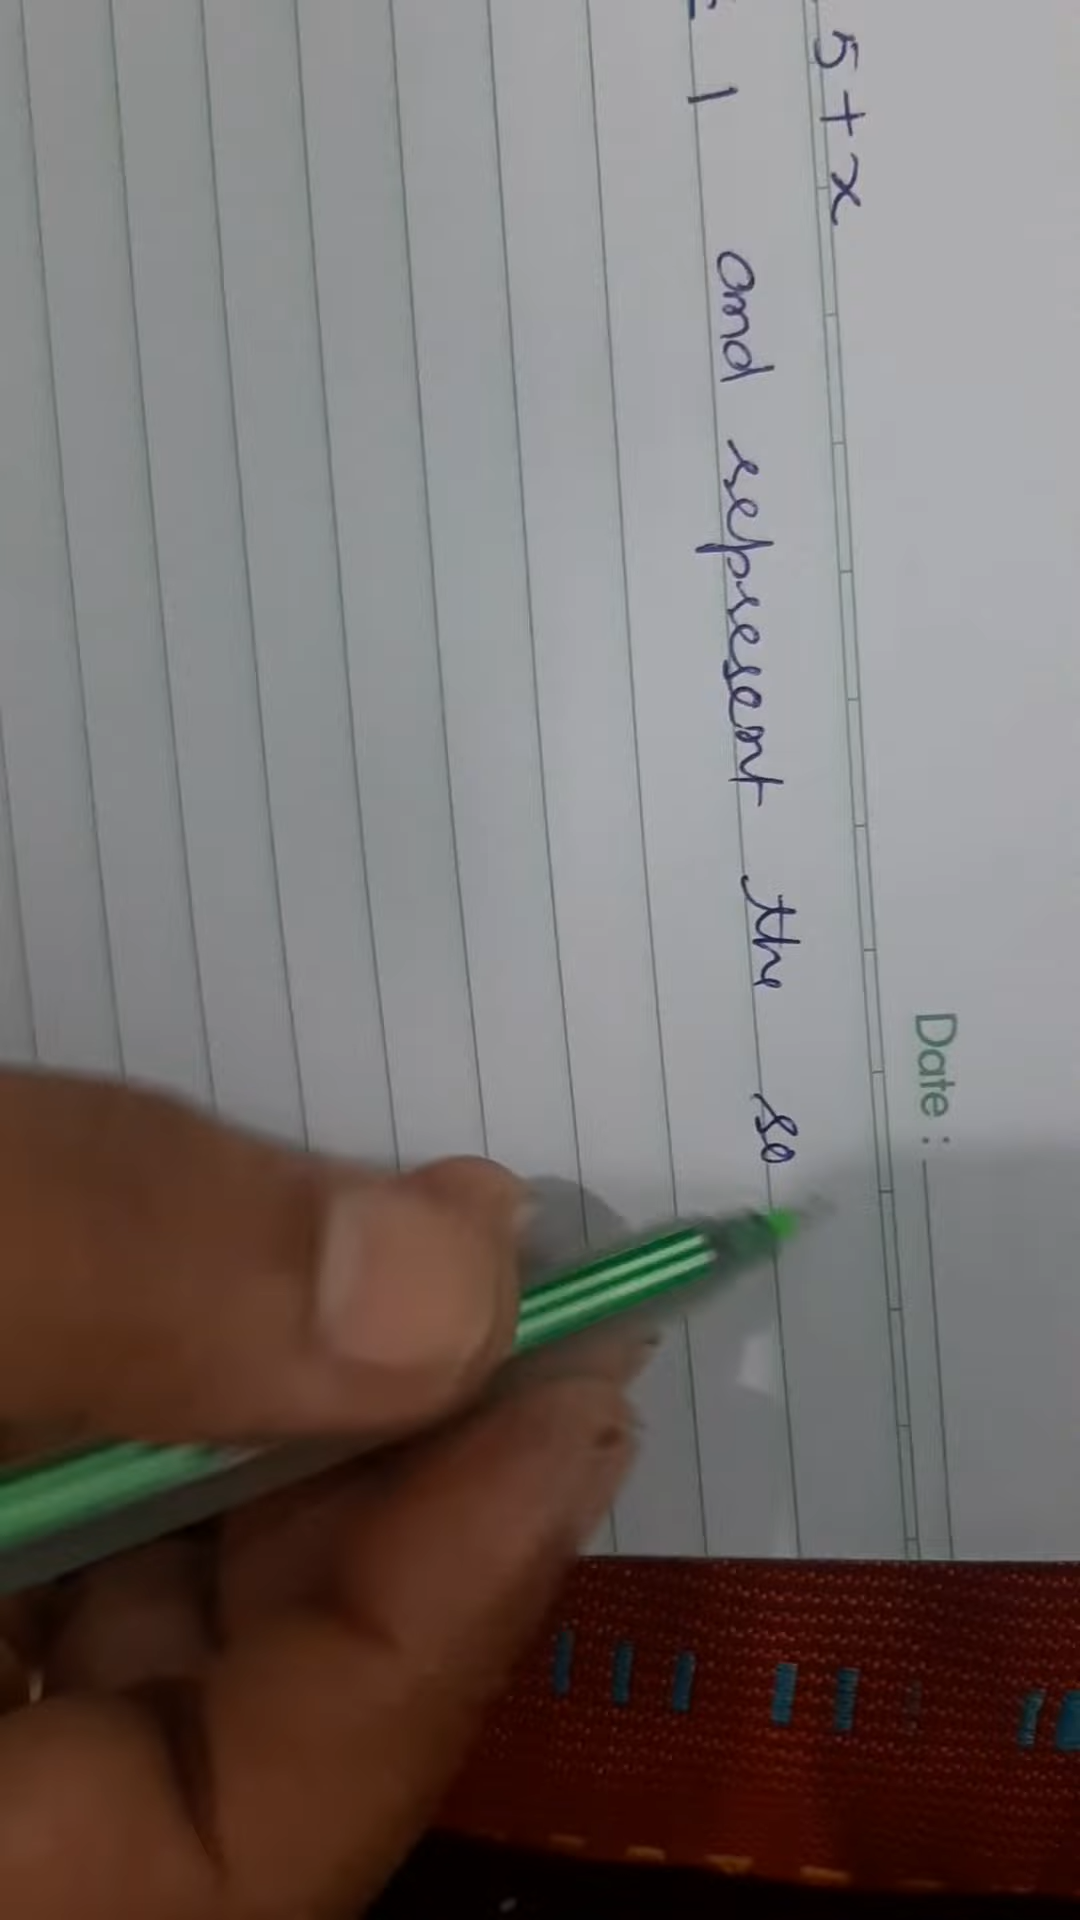 Date :
5 + x
1 and represent the so